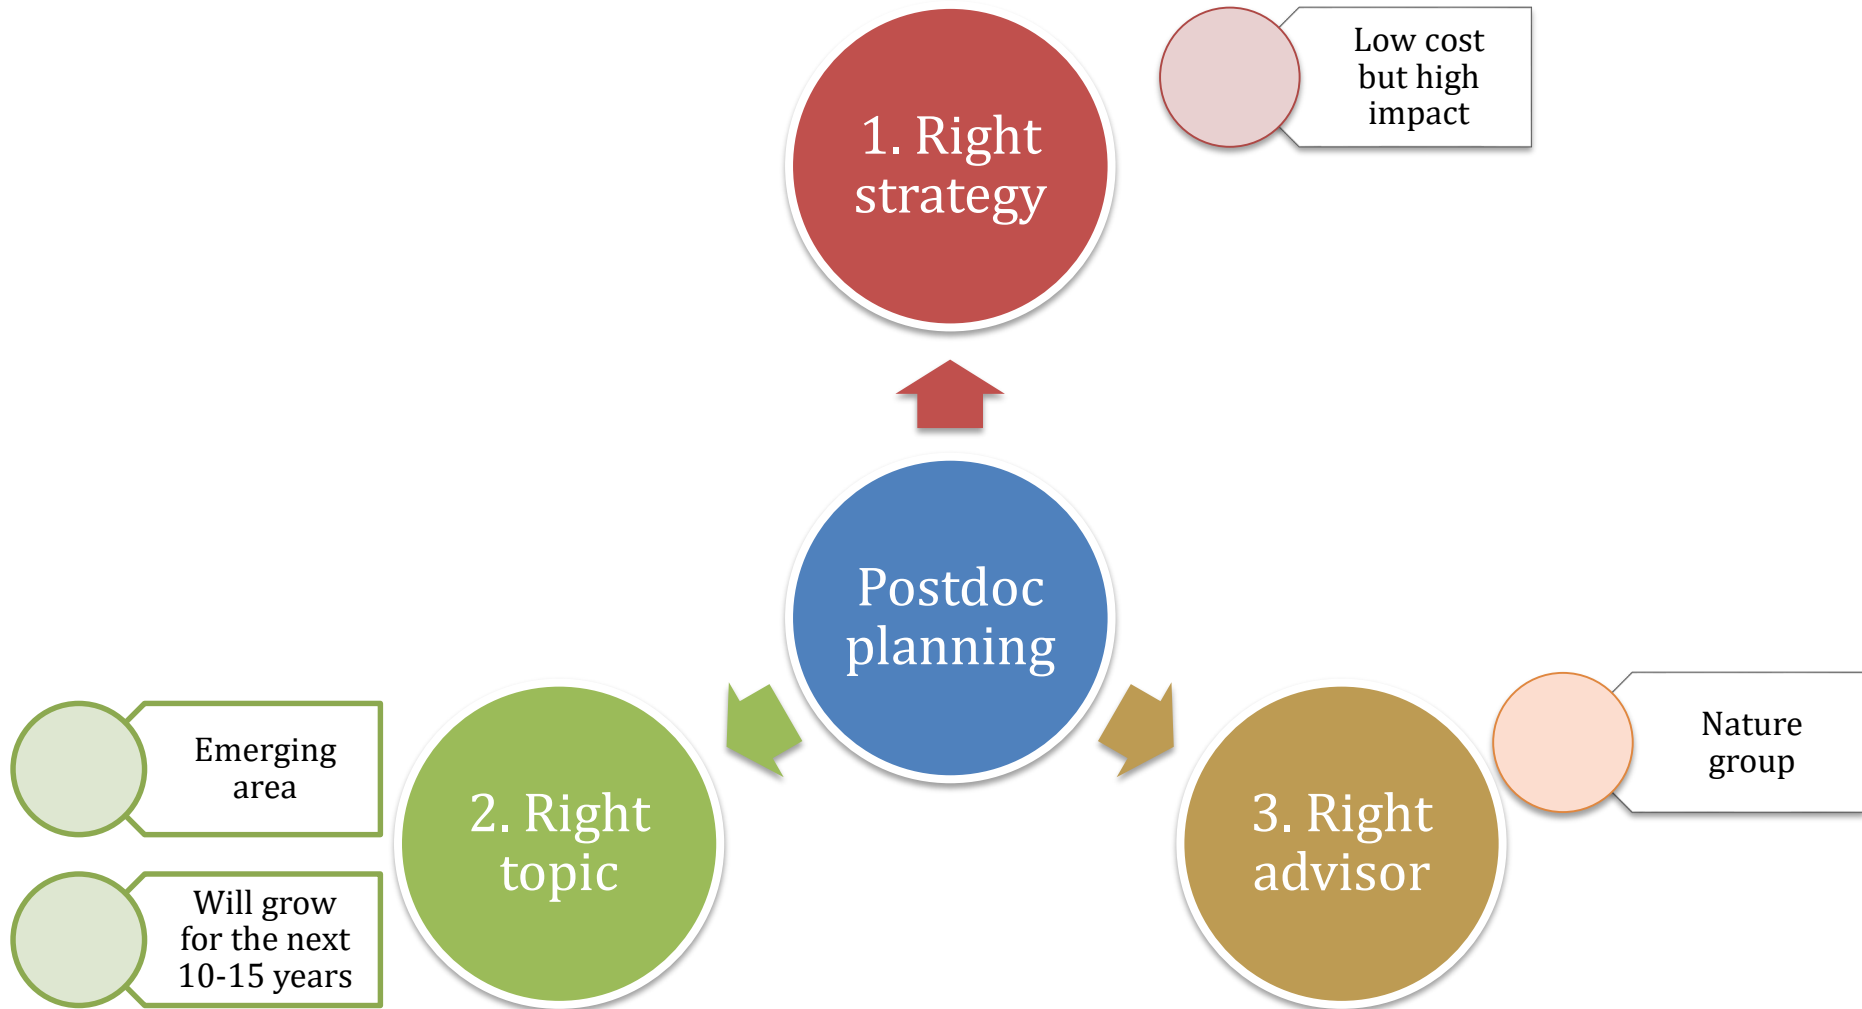 1. Right
strategy
Low cost
but high
impact
Postdoc
planning
2. Right
topic
Emerging
area
Will grow
for the next
10-15 years
3. Right
advisor
Nature
group